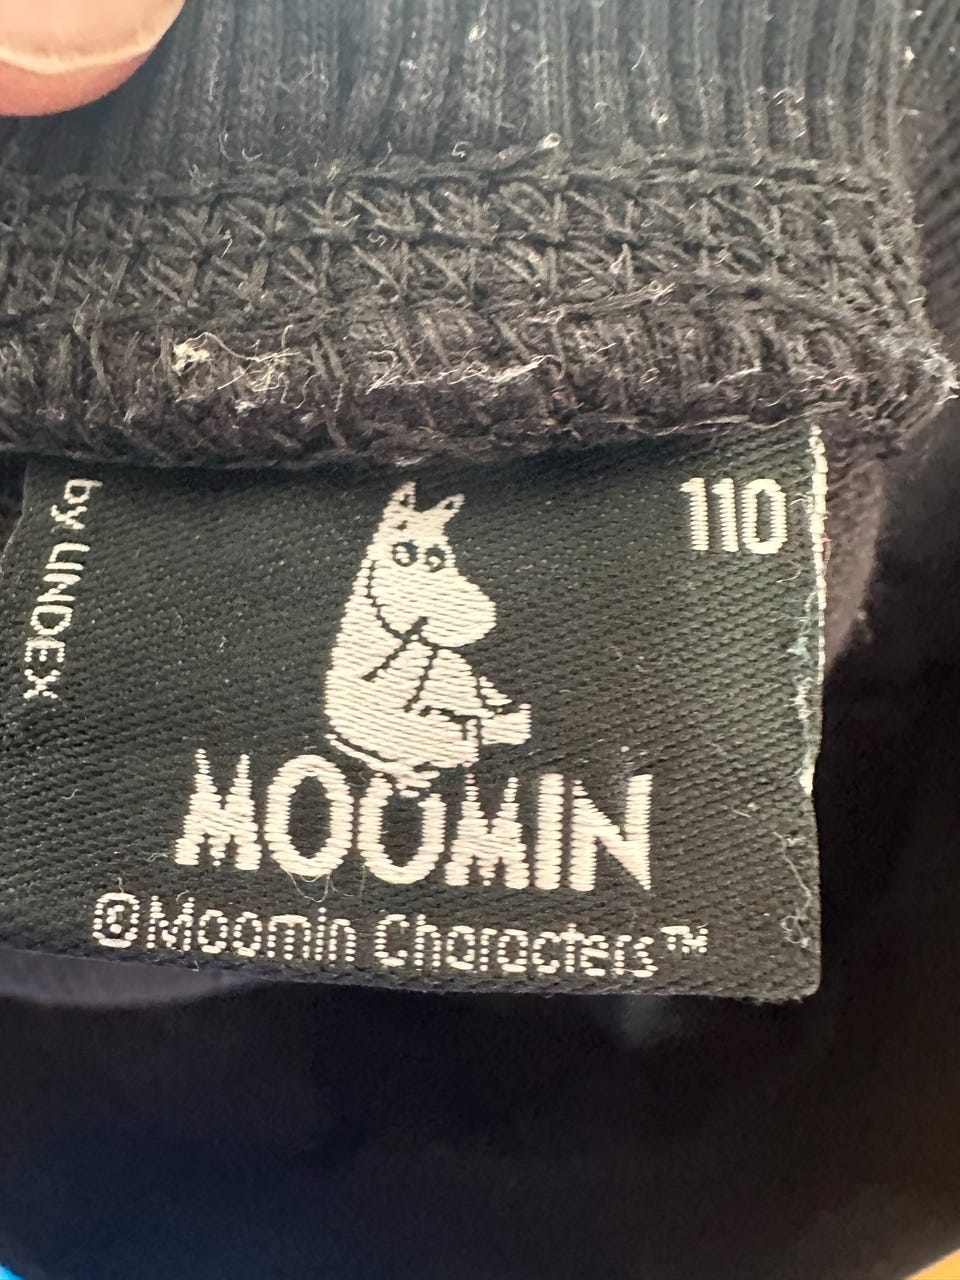 by LINDEX
110
MOOMIN
©Moomin Characters™